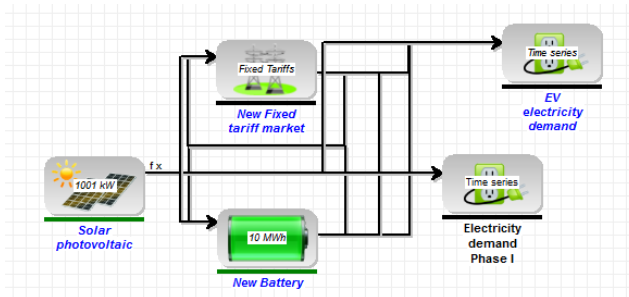 Fixed Tariffs
New Fixed
tariff market
Time series
EV
electricity
demand
f x
1001 kW
Solar
photovoltaic
Time series
Electricity
demand
Phase I
10 MWh
New Battery